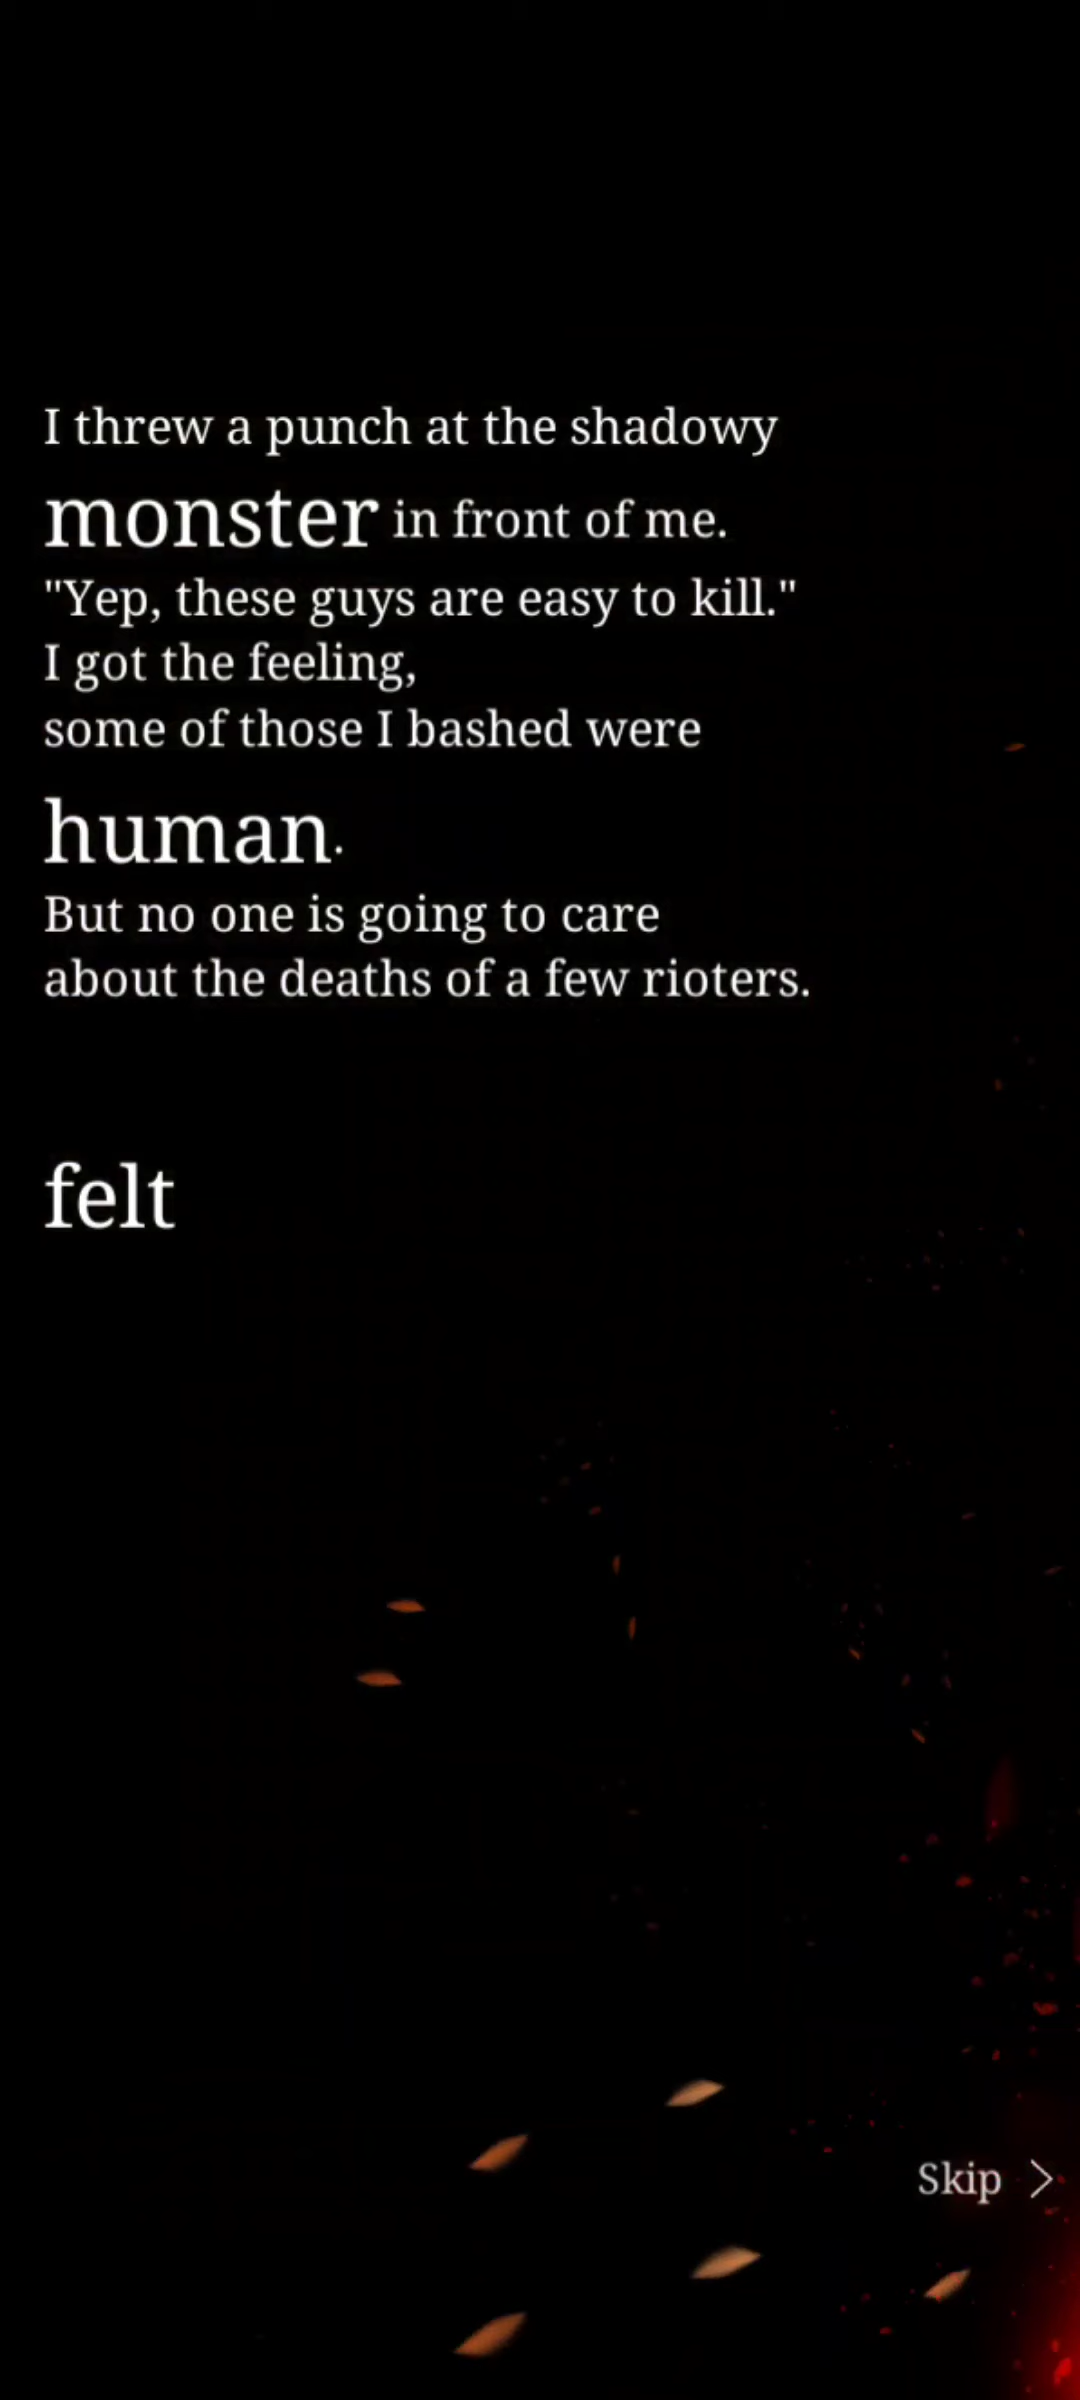 I threw a punch at the shadowy
monster in front of me.
"Yep, these guys are easy to kill."
I got the feeling,
some of those I bashed were
human.
But no one is going to care
about the deaths of a few rioters.
felt
Skip >